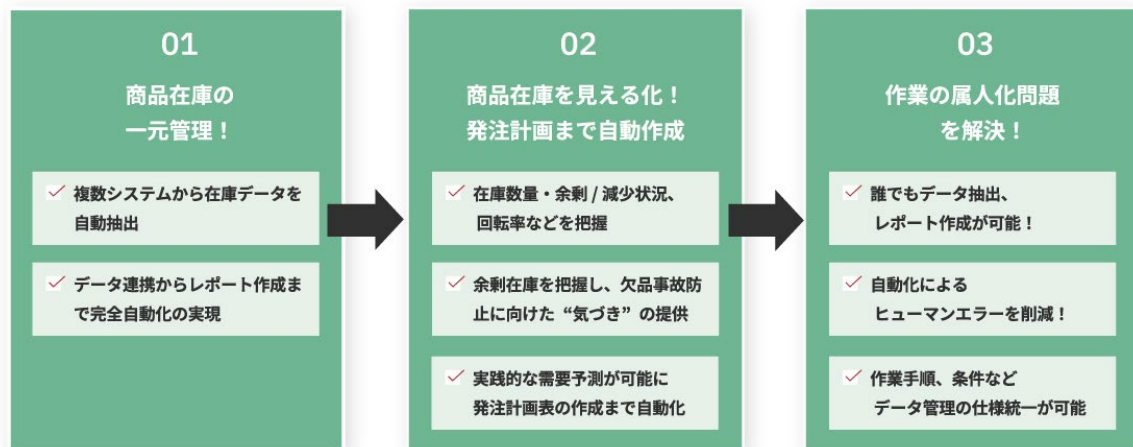 01
商品在庫の
一元管理！
複数システムから在庫データを
自動抽出
データ連携からレポート作成ま
で完全自動化の実現
02
商品在庫を見える化！
発注計画まで自動作成
在庫数量・余剰 / 減少状況、
回転率などを把握
余剰在庫を把握し、欠品事故防
止に向けた“気づき”の提供
実践的な需要予測が可能に
発注計画表の作成まで自動化
03
作業の属人化問題
を解決！
誰でもデータ抽出、
レポート作成が可能！
自動化による
ヒューマンエラーを削減！
作業手順、条件など
データ管理の仕様統一が可能